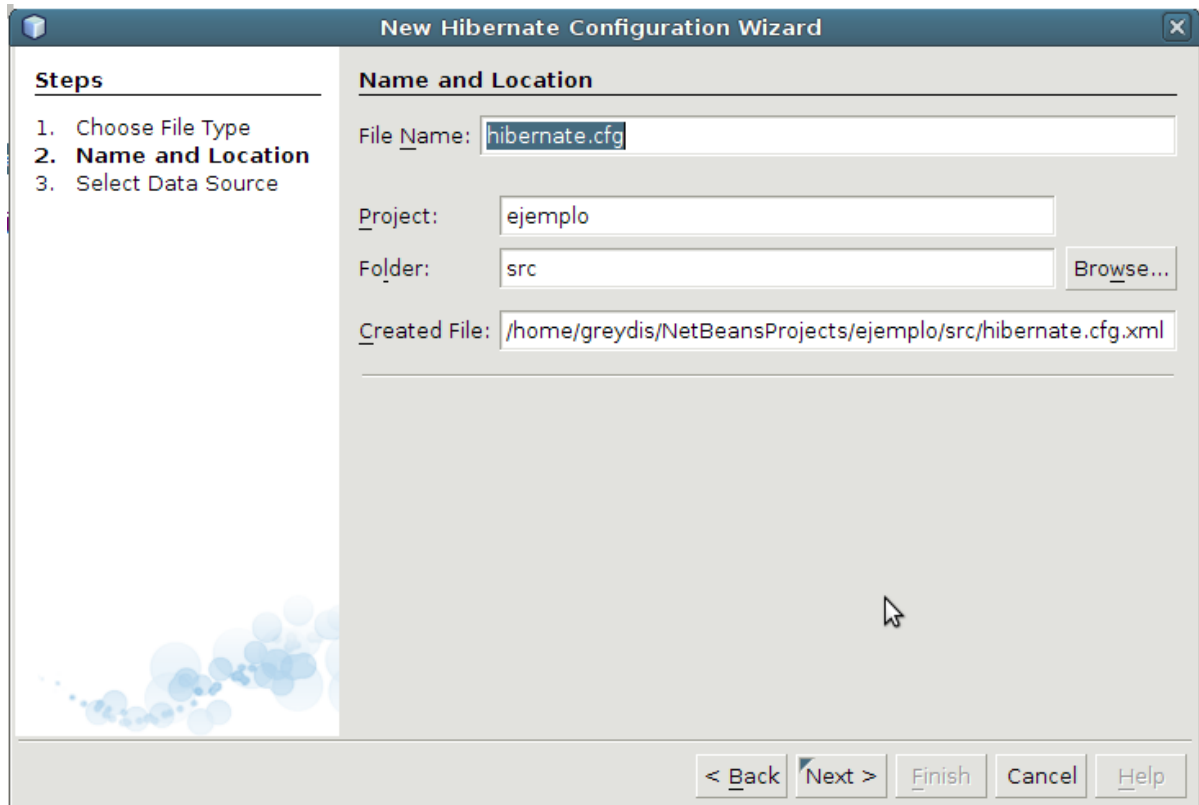 New Hibernate Configuration Wizard
Steps
1. Choose File Type
2. Name and Location
3. Select Data Source
Name and Location
File Name: hibernate.cfg
Project: ejemplo
Folder: src Browse...
Created File: /home/greydis/NetBeansProjects/ejemplo/src/hibernate.cfg.xml
< Back Next > Finish Cancel Help